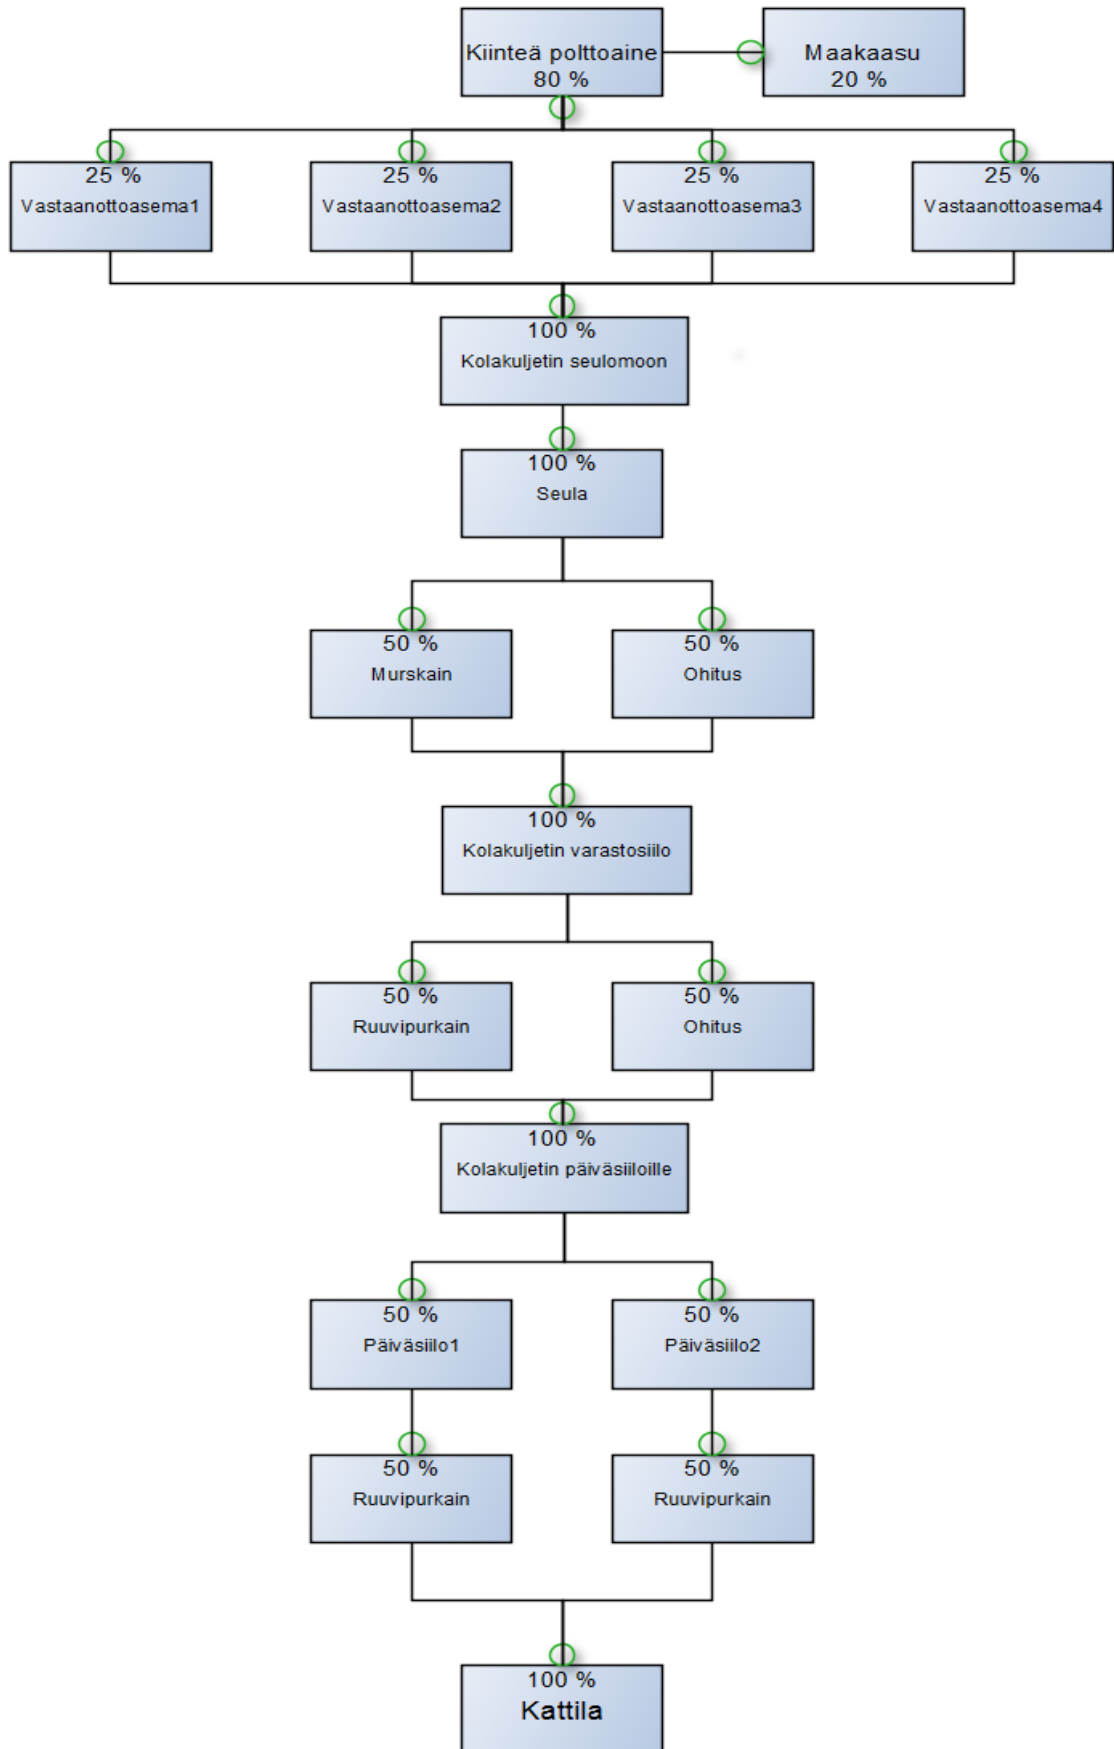 Kiinteä polttoaine
80 %
Maakaasu
20 %
25 %
Vastaanottoasema1
25 %
Vastaanottoasema2
25 %
Vastaanottoasema3
25 %
Vastaanottoasema4
100 %
Kolakuljetin seulomoon
100 %
Seula
50 %
Murskain
50 %
Ohitus
100 %
Kolakuljetin varastosiilo
50 %
Ruuvipurkain
50 %
Ohitus
100 %
Kolakuljetin päiväsiiloille
50 %
Päiväsiilo1
50 %
Päiväsiilo2
50 %
Ruuvipurkain
50 %
Ruuvipurkain
100 %
Kattila